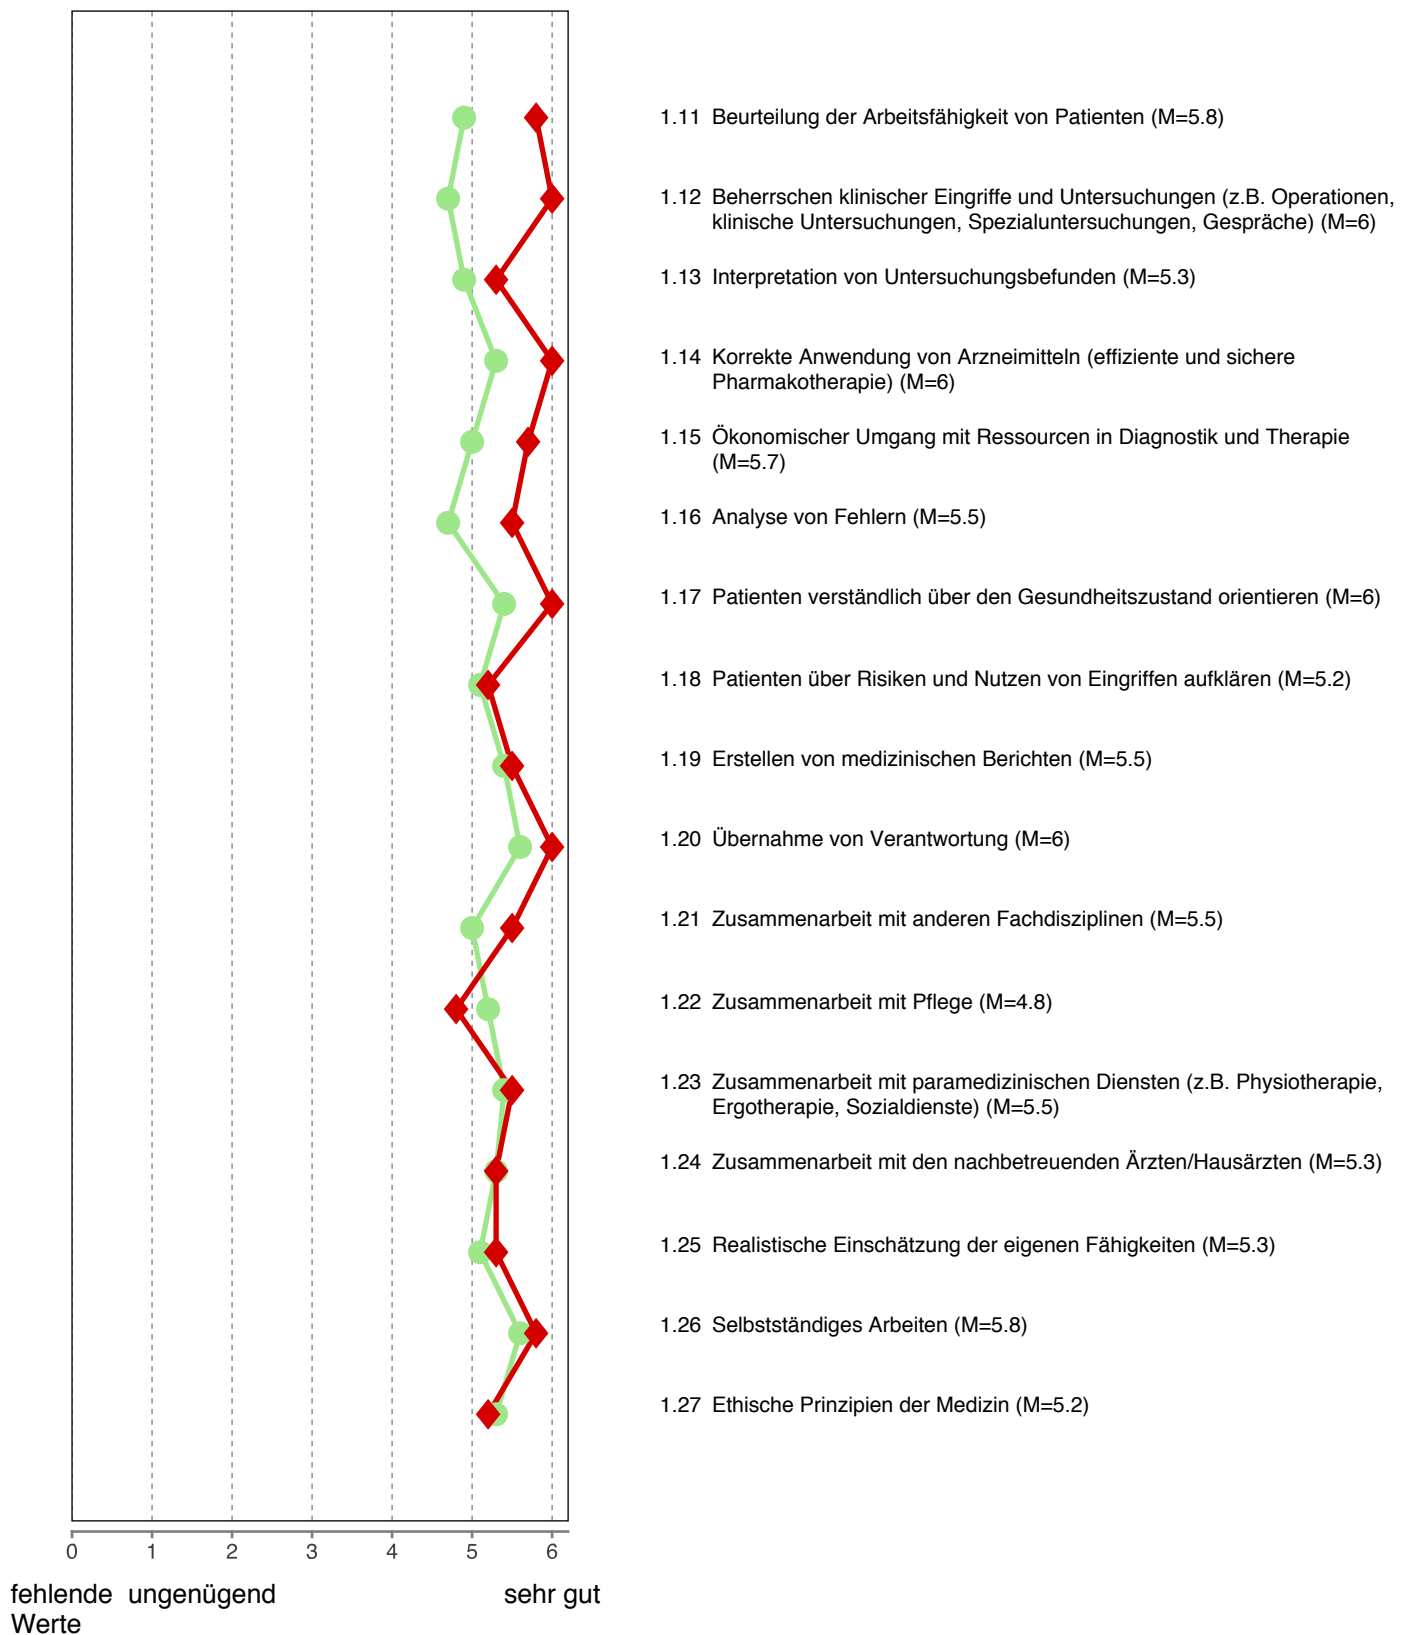 1.11 Beurteilung der Arbeitsfähigkeit von Patienten (M=5.8)
1.12 Beherrschen klinischer Eingriffe und Untersuchungen (z.B. Operationen,
klinische Untersuchungen, Spezialuntersuchungen, Gespräche) (M=6)
1.13 Interpretation von Untersuchungsbefunden (M=5.3)
1.14 Korrekte Anwendung von Arzneimitteln (effiziente und sichere
Pharmakotherapie) (M=6)
1.15 Ökonomischer Umgang mit Ressourcen in Diagnostik und Therapie
(M=5.7)
1.16 Analyse von Fehlern (M=5.5)
1.17 Patienten verständlich über den Gesundheitszustand orientieren (M=6)
1.18 Patienten über Risiken und Nutzen von Eingriffen aufklären (M=5.2)
1.19 Erstellen von medizinischen Berichten (M=5.5)
1.20 Übernahme von Verantwortung (M=6)
1.21 Zusammenarbeit mit anderen Fachdisziplinen (M=5.5)
1.22 Zusammenarbeit mit Pflege (M=4.8)
1.23 Zusammenarbeit mit paramedizinischen Diensten (z.B. Physiotherapie,
Ergotherapie, Sozialdienste) (M=5.5)
1.24 Zusammenarbeit mit den nachbetreuenden Ärzten/Hausärzten (M=5.3)
1.25 Realistische Einschätzung der eigenen Fähigkeiten (M=5.3)
1.26 Selbstständiges Arbeiten (M=5.8)
1.27 Ethische Prinzipien der Medizin (M=5.2)
0 1 2 3 4 5 6
fehlende ungenügend sehr gut
Werte